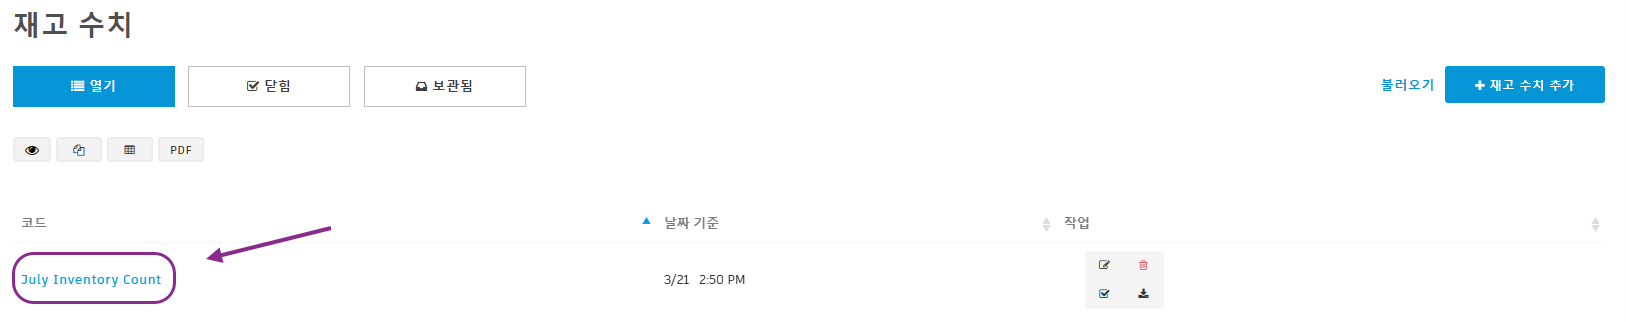 재고 수치
열기 닫힘 보관됨 불러오기 재고 수치 추가
PDF
코드 날짜 기준 작업
July Inventory Count 3/21 2:50 PM